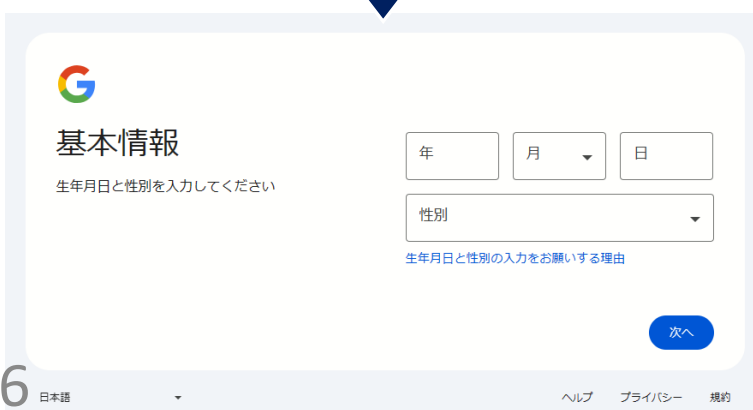 基本情報
生年月日と性別を入力してください
年 月 日
性別
生年月日と性別の入力をお願いする理由
次へ
6
日本語 ヘルプ プライバシー 規約